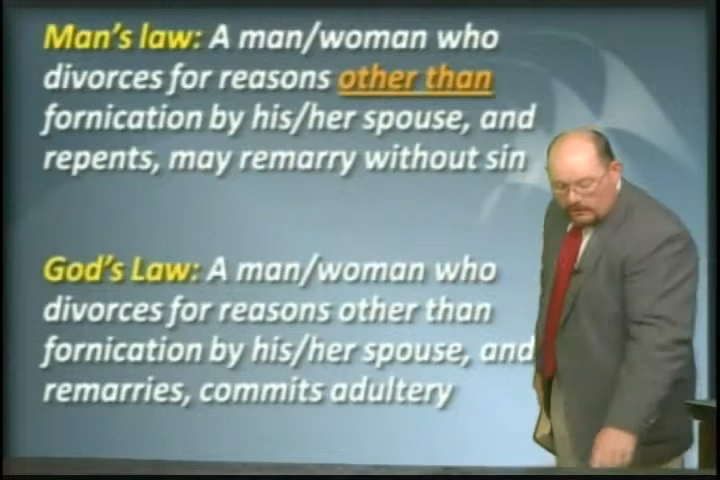 Man's law: A man/woman who
divorces for reasons other than
fornication by his/her spouse, and
repents, may remarry without sin
God's Law: A man/woman who
divorces for reasons other than
fornication by his/her spouse, and
remarries, commits adultery